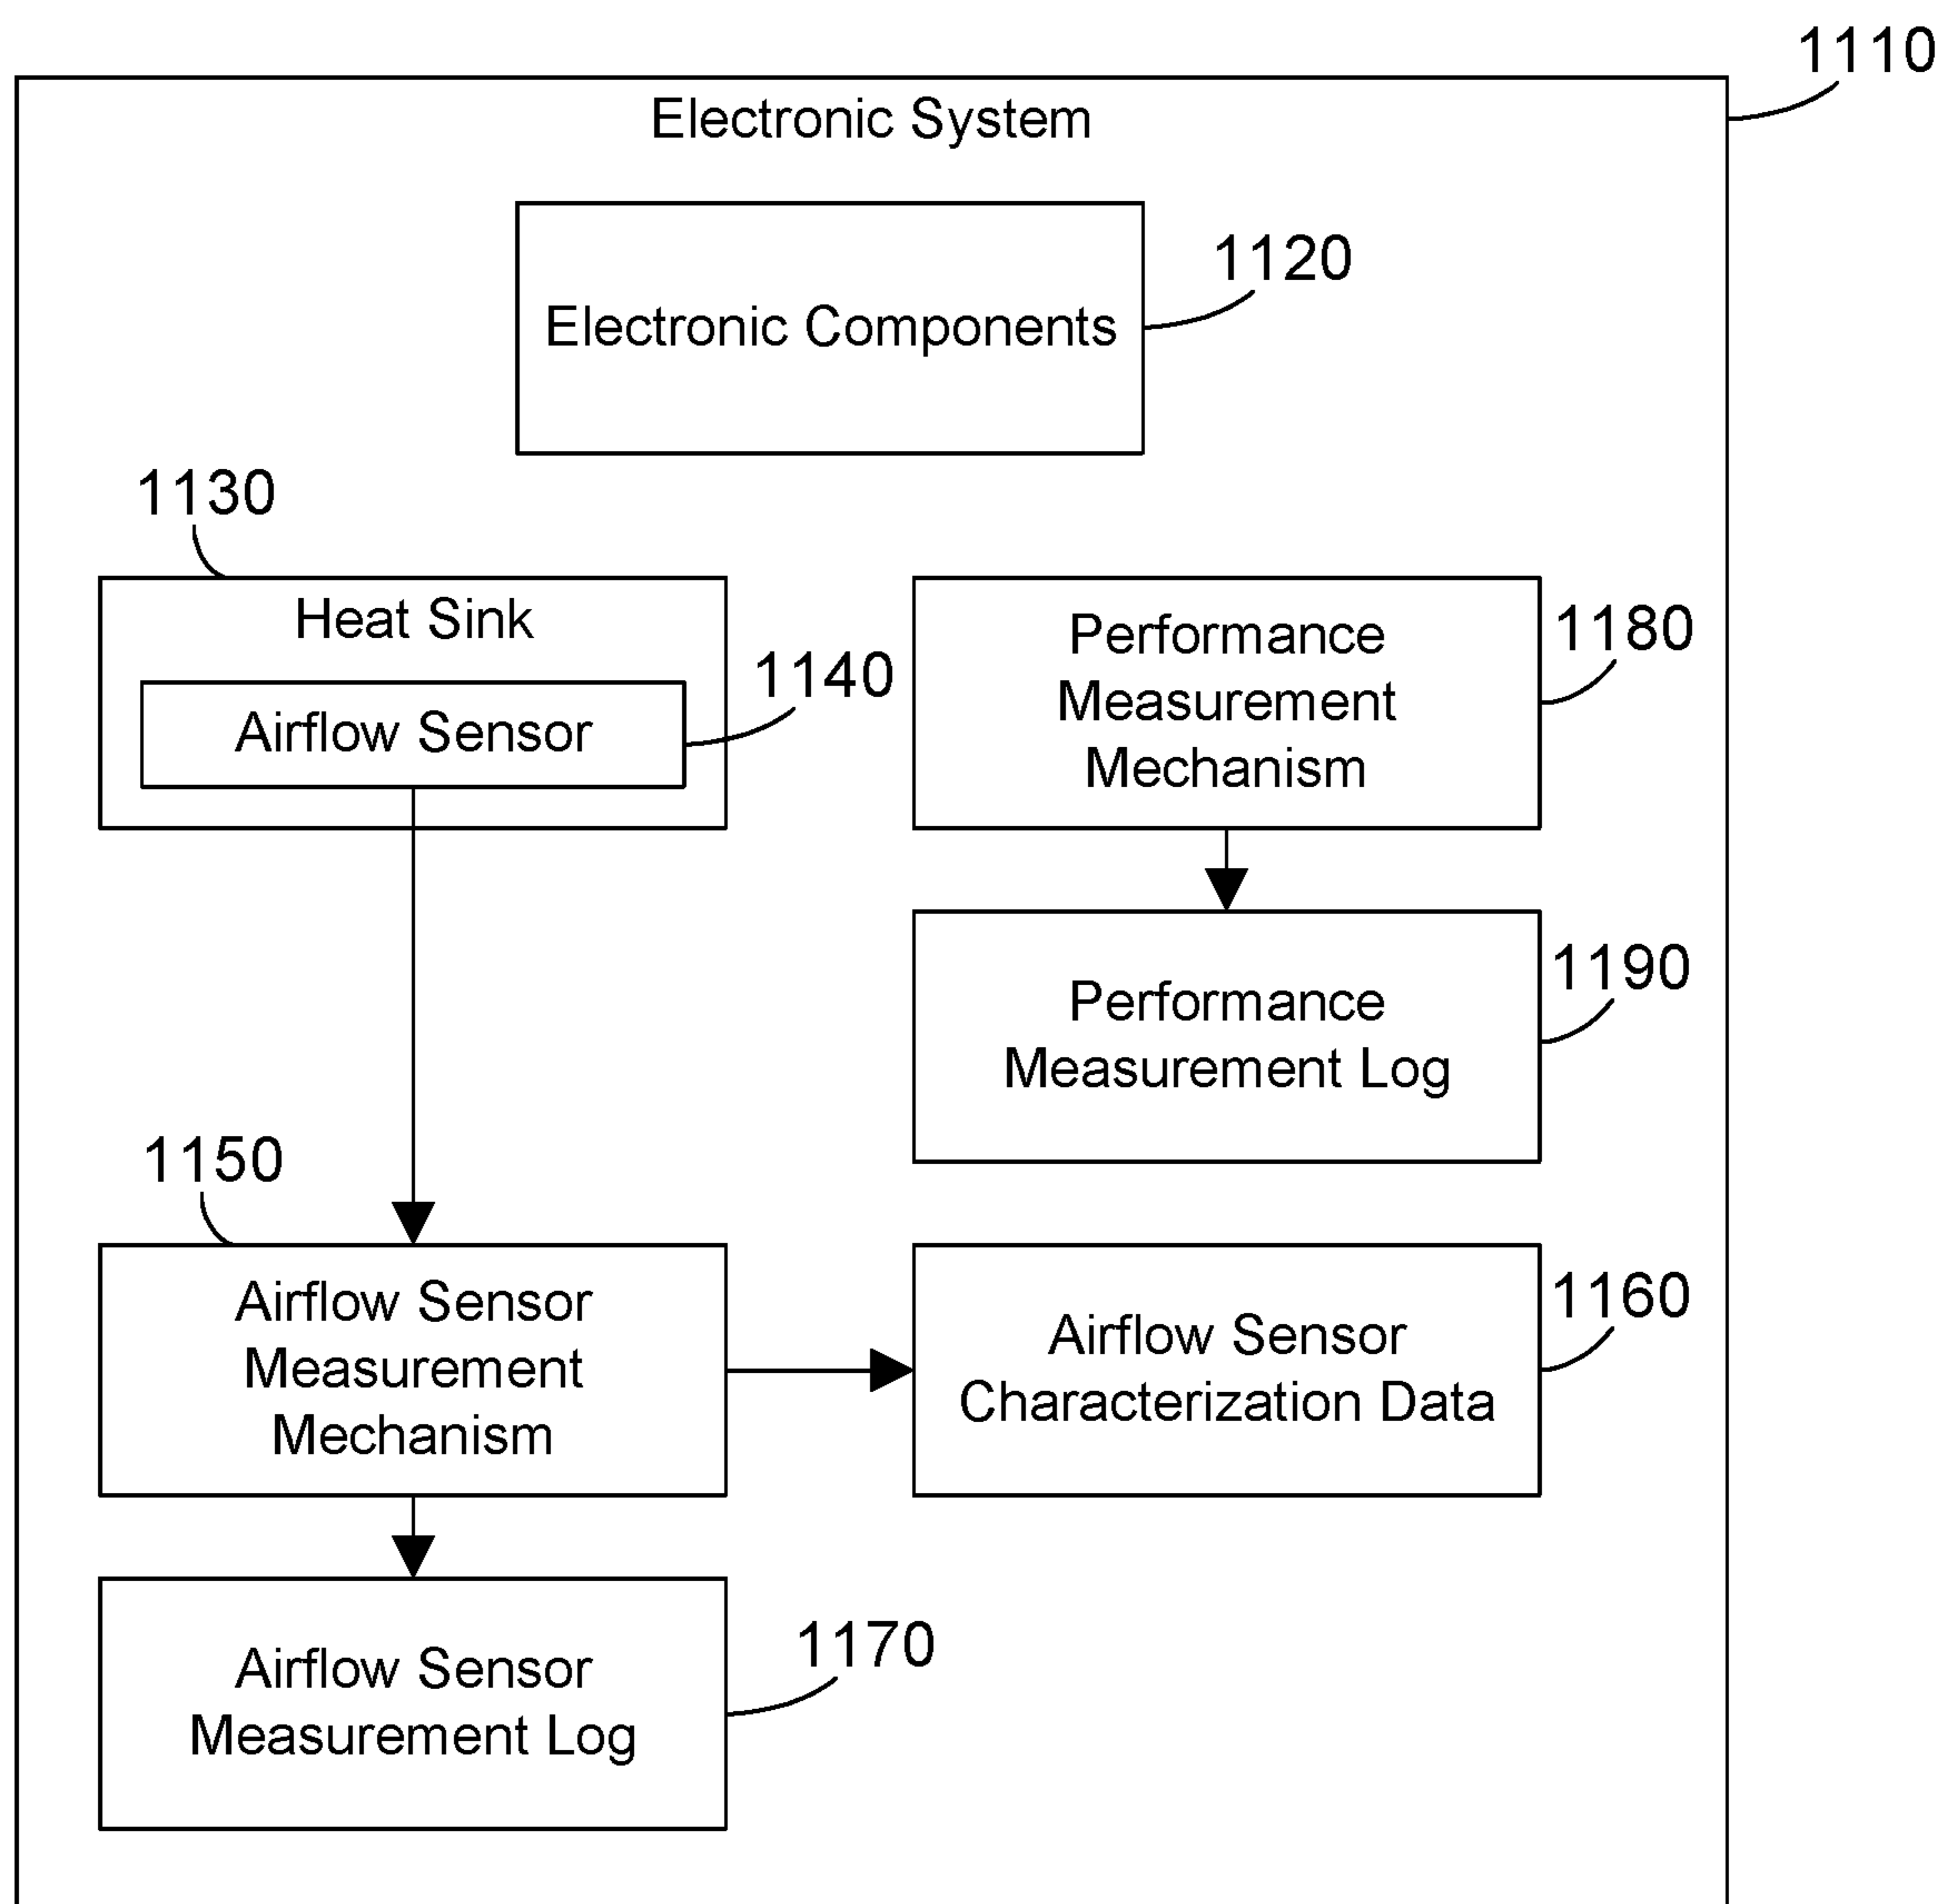 1110
Electronic System
1120
Electronic Components
1130
Heat Sink
1140
Airflow Sensor
Performance
Measurement
Mechanism
1180
Performance
Measurement Log
1190
1150
Airflow Sensor
Measurement
Mechanism
Airflow Sensor
Characterization Data
1160
Airflow Sensor
Measurement Log
1170